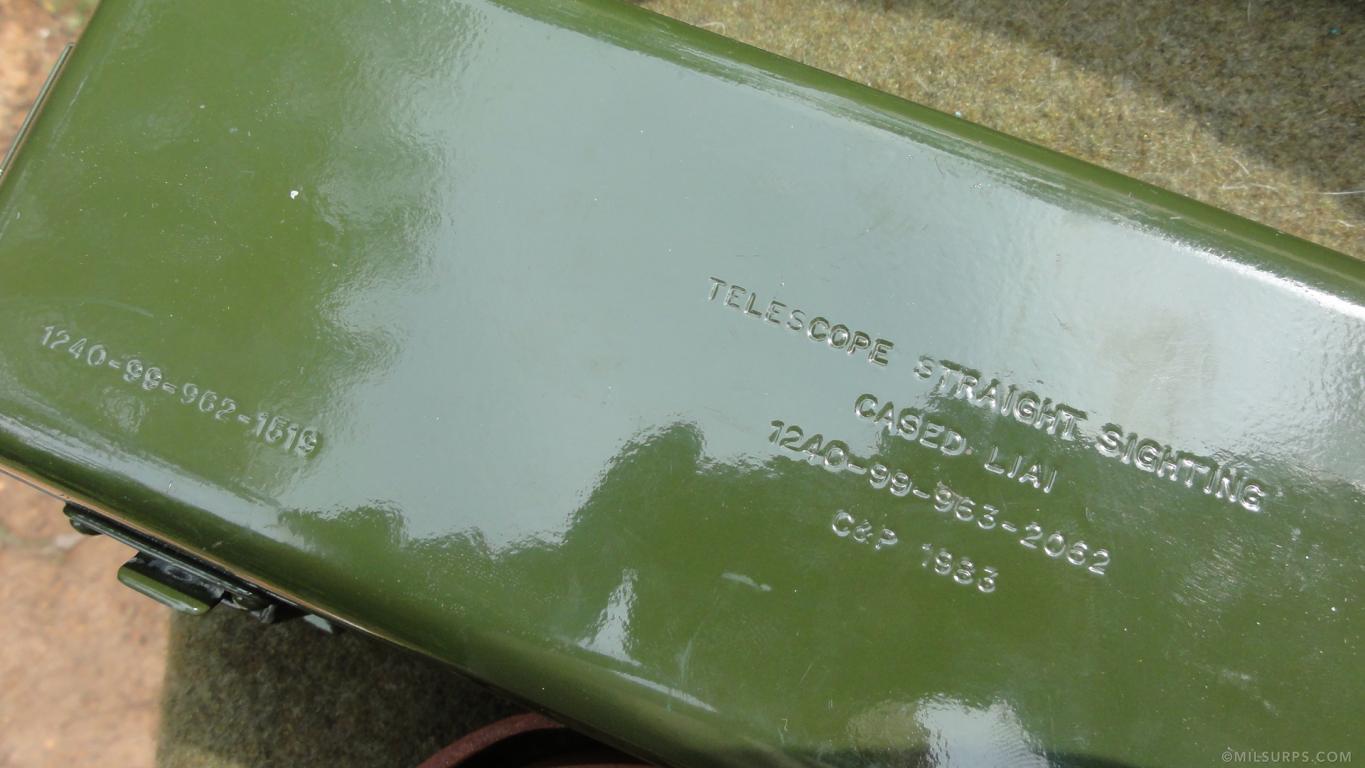 TELESCOPE STRAIGHT SIGHTING
CASED. L1A1
1240-99-963-2062
C&P 1983
1240-99-962-1519
©MILSURPS.COM